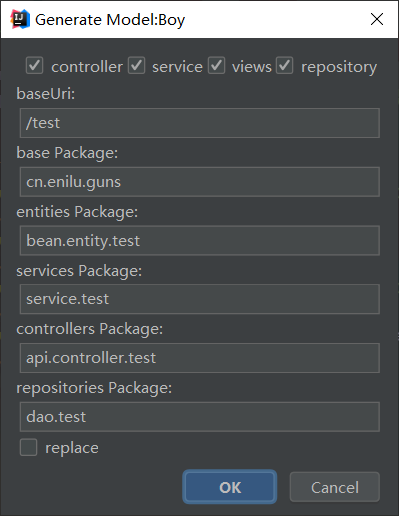 Generate Model:Boy
controller service views repository
baseUri:
/test
base Package:
cn.enilu.guns
entities Package:
bean.entity.test
services Package:
service.test
controllers Package:
api.controller.test
repositories Package:
dao.test
replace
OK Cancel